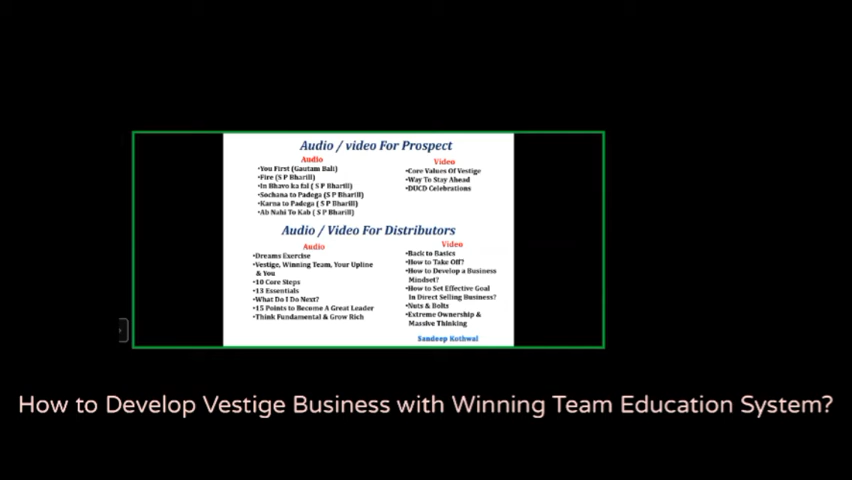 Audio / video For Prospect
Audio
•You First (Gautam Bali)
•Fire (S P Bharill)
•In Bhavo ka fal ( S P Bharill)
•Sochana to Padega (S P Bharill)
•Karna to Padega ( S P Bharill)
•Ab Nahi To Kab ( S P Bharill)
Video
•Core Values Of Vestige
•Way To Stay Ahead
•DUCD Celebrations
Audio / Video For Distributors
Audio
•Dreams Exercise
•Vestige, Winning Team, Your Upline
& You
•10 Core Steps
•13 Essentials
•What Do I Do Next?
•15 Points to Become A Great Leader
•Think Fundamental & Grow Rich
Video
•Back to Basics
•How to Take Off?
•How to Develop a Business
Mindset?
•How to Set Effective Goal
In Direct Selling Business?
•Nuts & Bolts
•Extreme Ownership &
Massive Thinking
Sandeep Kothwal
How to Develop Vestige Business with Winning Team Education System?